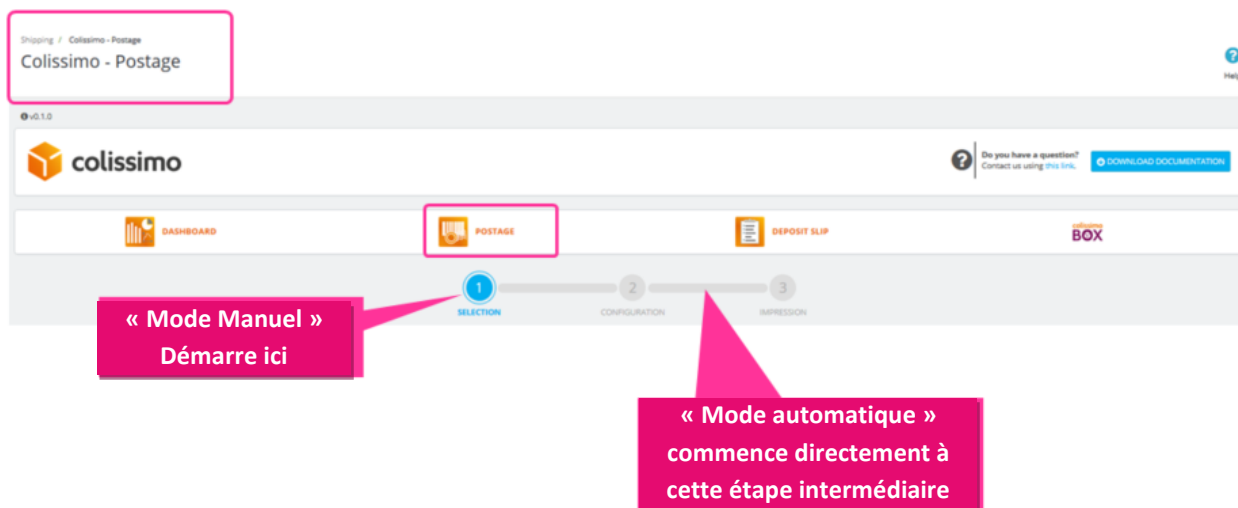 Shipping / Colissimo - Postage
Colissimo - Postage
Help
v0.1.0
colissimo
Do you have a question?
Contact us using this link.
DOWNLOAD DOCUMENTATION
DASHBOARD
POSTAGE
DEPOSIT SLIP
colissimo
BOX
1
2
3
SELECTION
CONFIGURATION
IMPRESSION
« Mode Manuel »
Démarre ici
« Mode automatique »
commence directement à
cette étape intermédiaire